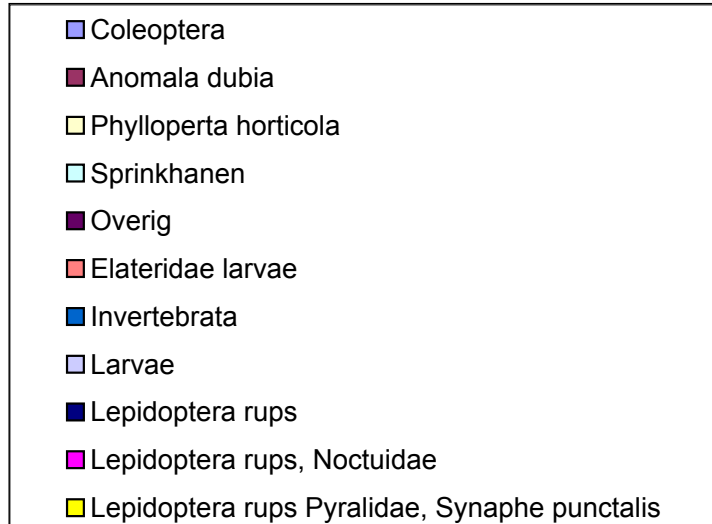 Coleoptera
Anomala dubia
Phylloperta horticola
Sprinkhanen
Overig
Elateridae larvae
Invertebrata
Larvae
Lepidoptera rups
Lepidoptera rups, Noctuidae
Lepidoptera rups Pyralidae, Synaphe punctalis